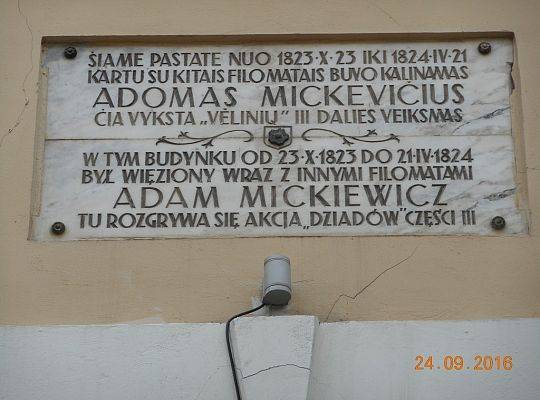 ŠIAME PASTATE NUO 1823·X·23 IKI 1824·IV·21
KARTU SU KITAIS FILOMATAIS BUVO KALINAMAS
ADOMAS MICKEVIČIUS
ČIA VYKSTA „VĖLINIŲ" III DALIES VEIKSMAS
W TYM BUDYNKU OD 23·X·1823 DO 21·IV·1824
BYŁ WIĘZIONY WRAZ Z INNYMI FILOMATAMI
ADAM MICKIEWICZ
TU ROZGRYWA SIĘ AKCJA „DZIADÓW" CZĘŚCI III
24.09.2016